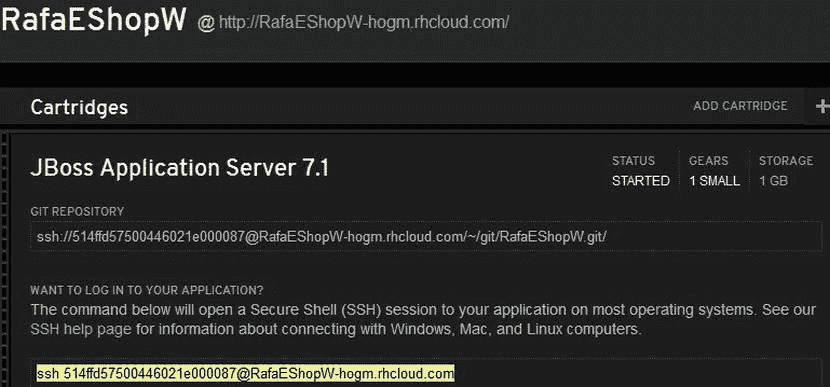 RafaEShopW @ http://RafaEShopW-hogm.rhcloud.com/
Cartridges ADD CARTRIDGE +
JBoss Application Server 7.1
STATUS GEARS STORAGE
STARTED 1 SMALL 1 GB
GIT REPOSITORY
ssh://514ffd57500446021e000087@RafaEShopW-hogm.rhcloud.com/~/git/RafaEShopW.git/
WANT TO LOG IN TO YOUR APPLICATION?
The command below will open a Secure Shell (SSH) session to your application on most operating systems. See our
SSH help page for information about connecting with Windows, Mac, and Linux computers.
ssh 514ffd57500446021e000087@RafaEShopW-hogm.rhcloud.com